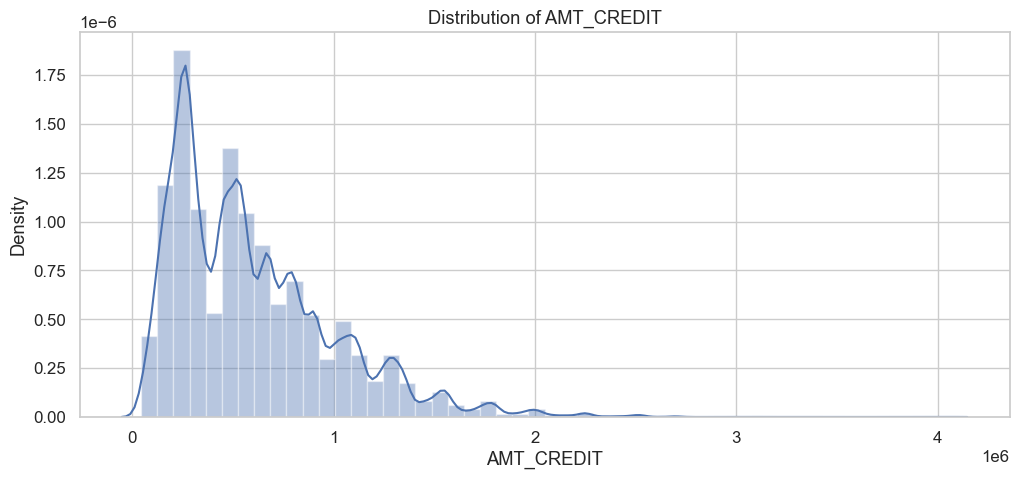 Distribution of AMT_CREDIT
1e−6
1.75
1.50
1.25
1.00
0.75
0.50
0.25
0.00
Density
0 1 2 3 4
1e6
AMT_CREDIT